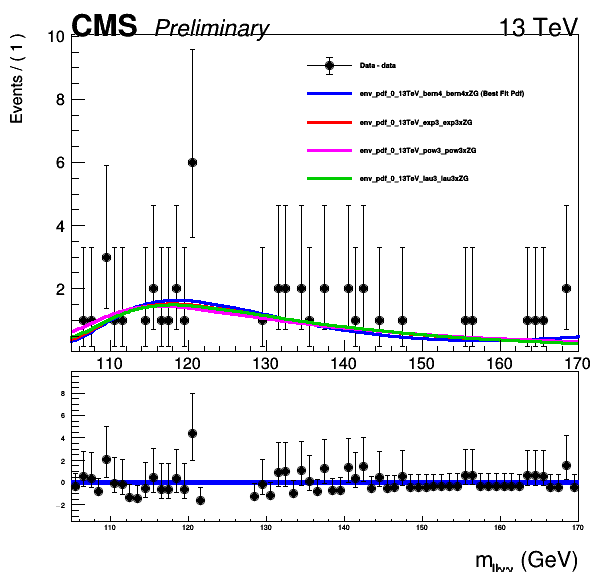 CMS Preliminary 13 TeV
Events / ( 1 )
10
8
6
4
2
Data - data
env_pdf_0_13TeV_bern4_bern4xZG (Best Fit Pdf)
env_pdf_0_13TeV_exp3_exp3xZG
env_pdf_0_13TeV_pow3_pow3xZG
env_pdf_0_13TeV_lau3_lau3xZG
110 120 130 140 150 160 170
8
6
4
2
0
-2
110 120 130 140 150 160 170
m (GeV)